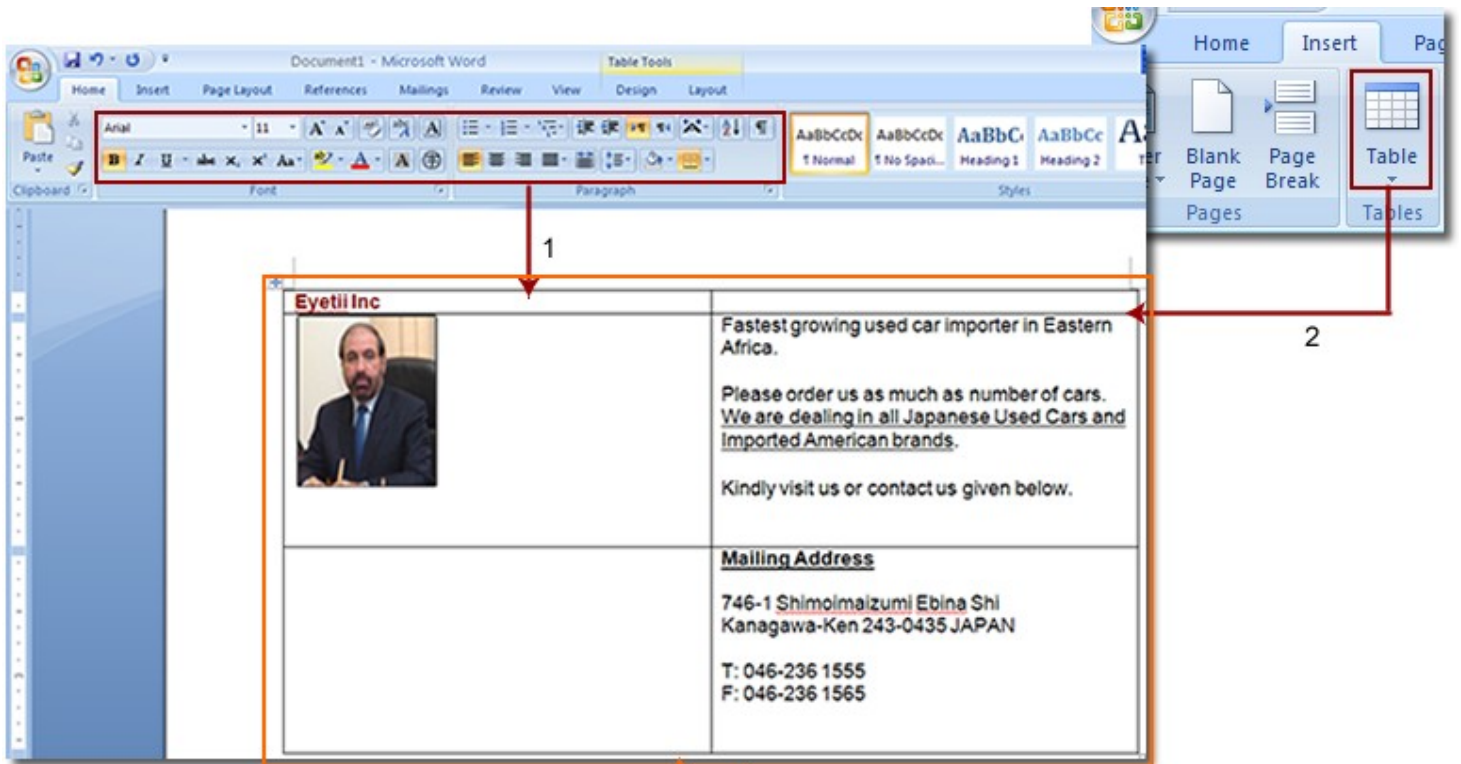 Home Insert Pag
Document1 - Microsoft Word
Table Tools
Home Insert Page Layout References Mailings Review View Design Layout
Arial 11
Paste
B I U abc x, x' Aa A
AaBbCcDc AaBbCcDc AaBbC AaBbCc
¶ Normal ¶ No Spaci... Heading 1 Heading 2
Clipboard Font Paragraph Styles
Blank Page
Page Break
Table
Pages Tables
1
2
Eyetii Inc
Fastest growing used car importer in Eastern
Africa.
Please order us as much as number of cars.
We are dealing in all Japanese Used Cars and
Imported American brands.
Kindly visit us or contact us given below.
Mailing Address
746-1 Shimoimaizumi Ebina Shi
Kanagawa-Ken 243-0435 JAPAN
T: 046-236 1555
F: 046-236 1565